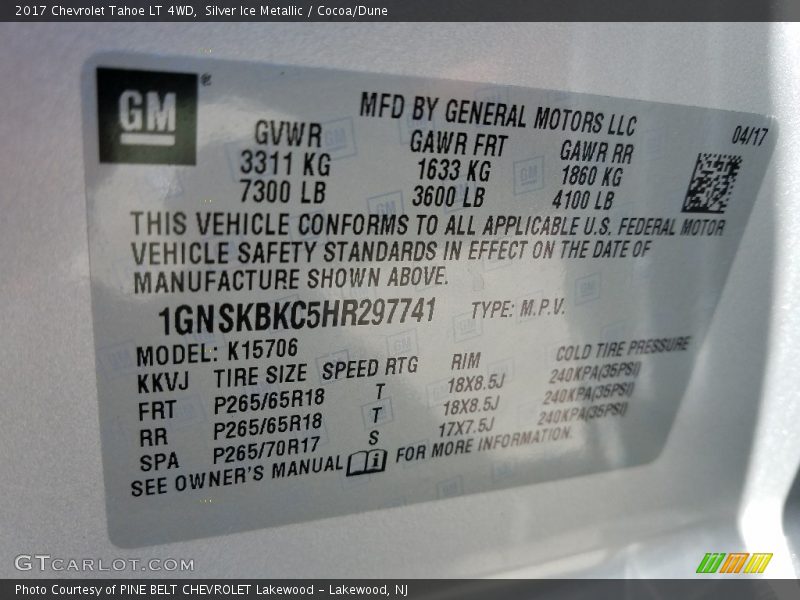 2017 Chevrolet Tahoe LT 4WD,  Silver Ice Metallic / Cocoa/Dune
GM ®
MFD BY GENERAL MOTORS LLC
04/17
GVWR GAWR FRT GAWR RR
3311 KG 1633 KG 1860 KG
7300 LB 3600 LB 4100 LB
THIS VEHICLE CONFORMS TO ALL APPLICABLE U.S. FEDERAL MOTOR
VEHICLE SAFETY STANDARDS IN EFFECT ON THE DATE OF
MANUFACTURE SHOWN ABOVE.
1GNSKBKC5HR297741 TYPE: M.P.V.
MODEL: K15706
KKVJ TIRE SIZE SPEED RTG RIM COLD TIRE PRESSURE
FRT P265/65R18 T 18X8.5J 240KPA(35PSI)
RR P265/65R18 T 18X8.5J 240KPA(35PSI)
SPA P265/70R17 S 17X7.5J 240KPA(35PSI)
SEE OWNER'S MANUAL i FOR MORE INFORMATION.
GTCARLOT.COM
Photo Courtesy of PINE BELT CHEVROLET Lakewood - Lakewood, NJ